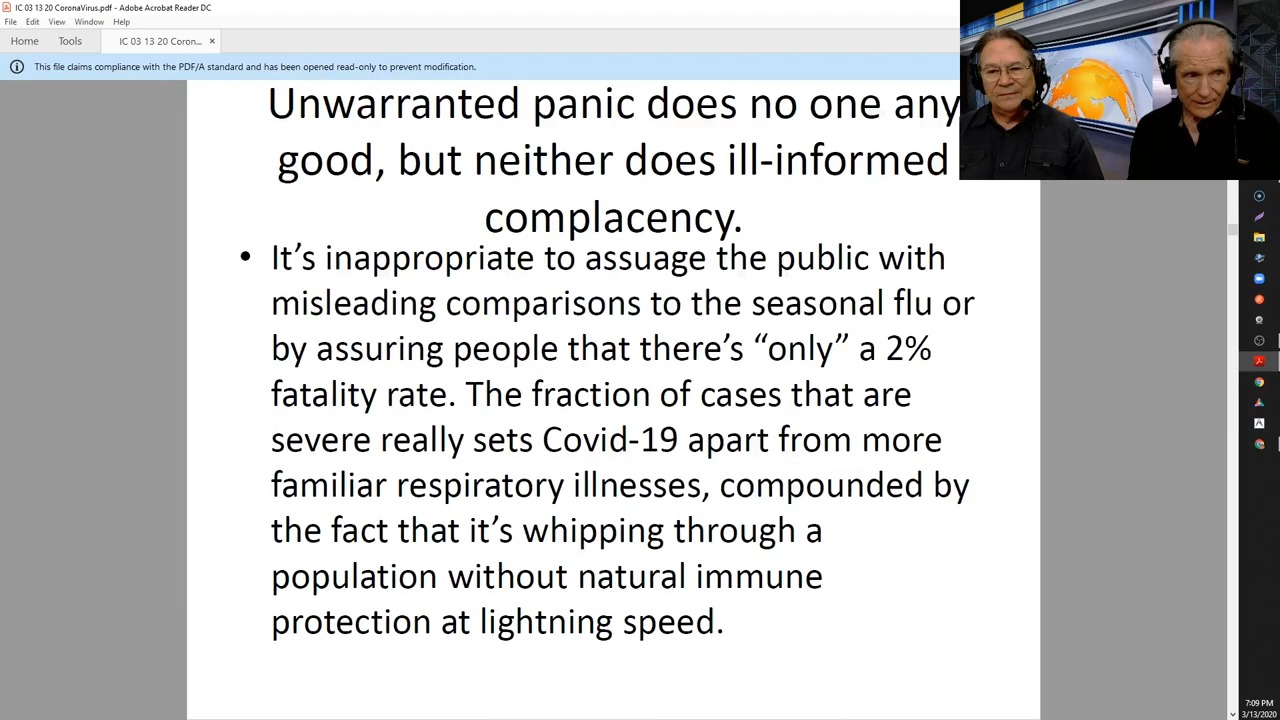 IC 03 13 20 CoronaVirus.pdf - Adobe Acrobat Reader DC
File Edit View Window Help
Home Tools IC 03 13 20 Coron... ×
This file claims compliance with the PDF/A standard and has been opened read-only to prevent modification.
Unwarranted panic does no one any
good, but neither does ill-informed
complacency.
• It’s inappropriate to assuage the public with
misleading comparisons to the seasonal flu or
by assuring people that there’s “only” a 2%
fatality rate. The fraction of cases that are
severe really sets Covid-19 apart from more
familiar respiratory illnesses, compounded by
the fact that it’s whipping through a
population without natural immune
protection at lightning speed.
7:09 PM
3/13/2020